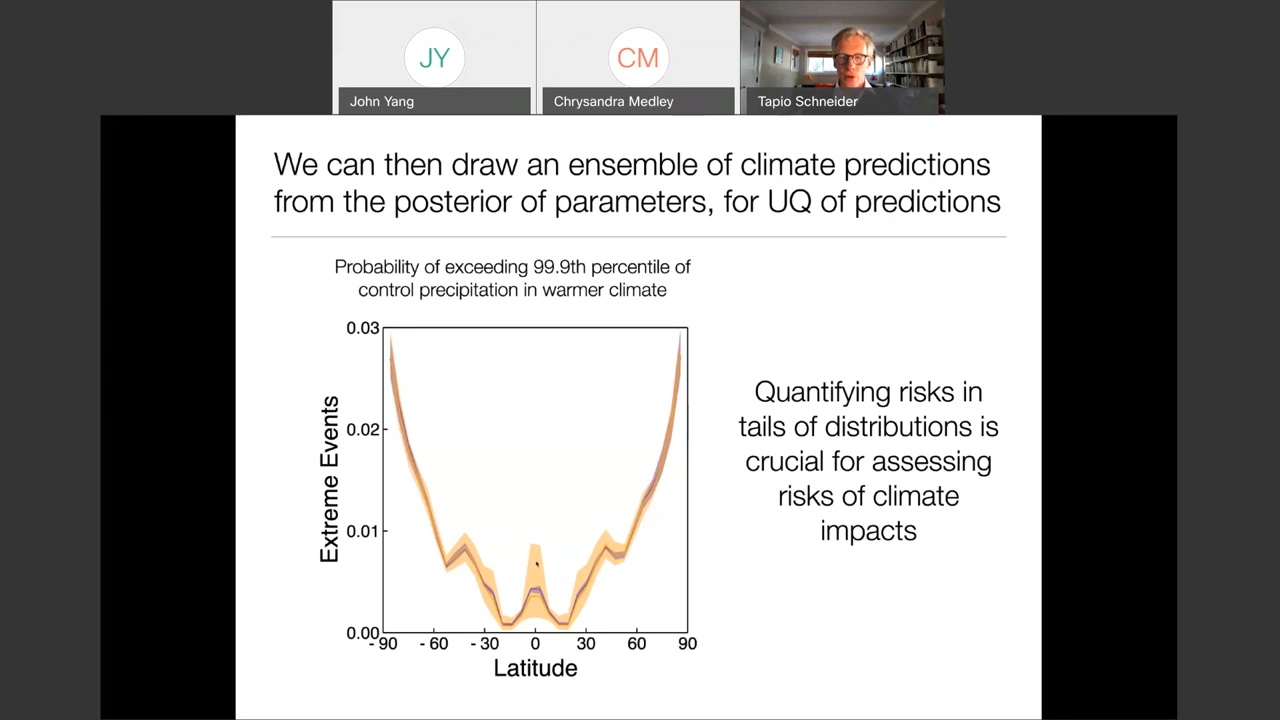 JY
CM
John Yang
Chrysandra Medley
Tapio Schneider
We can then draw an ensemble of climate predictions
from the posterior of parameters, for UQ of predictions
Probability of exceeding 99.9th percentile of
control precipitation in warmer climate
0.03
0.02
0.01
0.00
Extreme Events
-90 -60 -30 0 30 60 90
Latitude
Quantifying risks in
tails of distributions is
crucial for assessing
risks of climate
impacts